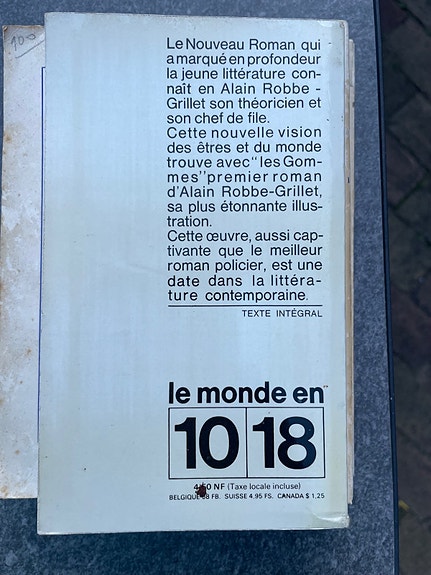 Le Nouveau Roman qui
a marqué en profondeur
la jeune littérature con-
naît en Alain Robbe -
Grillet son théoricien et
son chef de file.
Cette nouvelle vision
des êtres et du monde
trouve avec "les Gom-
mes" premier roman
d'Alain Robbe-Grillet,
sa plus étonnante illus-
tration.
Cette œuvre, aussi cap-
tivante que le meilleur
roman policier, est une
date dans la littéra-
ture contemporaine.
TEXTE INTÉGRAL
le monde en
10 18
NF (Taxe locale incluse)
BELGIQUE FB. SUISSE 4.95 FS. CANADA $ 1,25